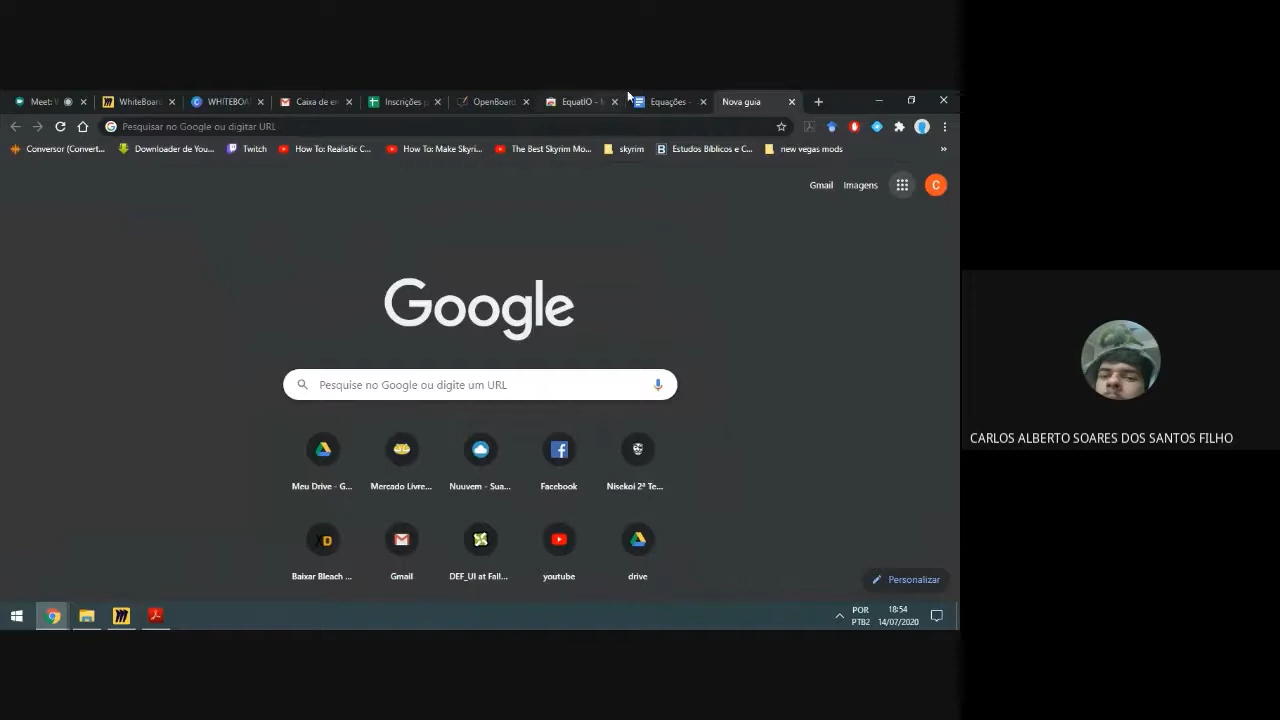 Meet: W
WhiteBoard
WHITEBOA
Caixa de en
Inscrições p
OpenBoard
EquatIO - M
Equações -
Nova guia
Pesquisar no Google ou digitar URL
Conversor (Convert...
Downloader de You...
Twitch
How To: Realistic C...
How To: Make Skyri...
The Best Skyrim Mo...
skyrim
Estudos Bíblicos e C...
new vegas mods
»
Gmail
Imagens
C
Google
Pesquise no Google ou digite um URL
Meu Drive - G...
Mercado Livre...
Nuuvem - Sua...
Facebook
Nisekoi 2ª Te...
XD
Baixar Bleach ...
Gmail
DEF_UI at Fall...
youtube
drive
Personalizar
CARLOS ALBERTO SOARES DOS SANTOS FILHO
POR
PTB2
18:54
14/07/2020